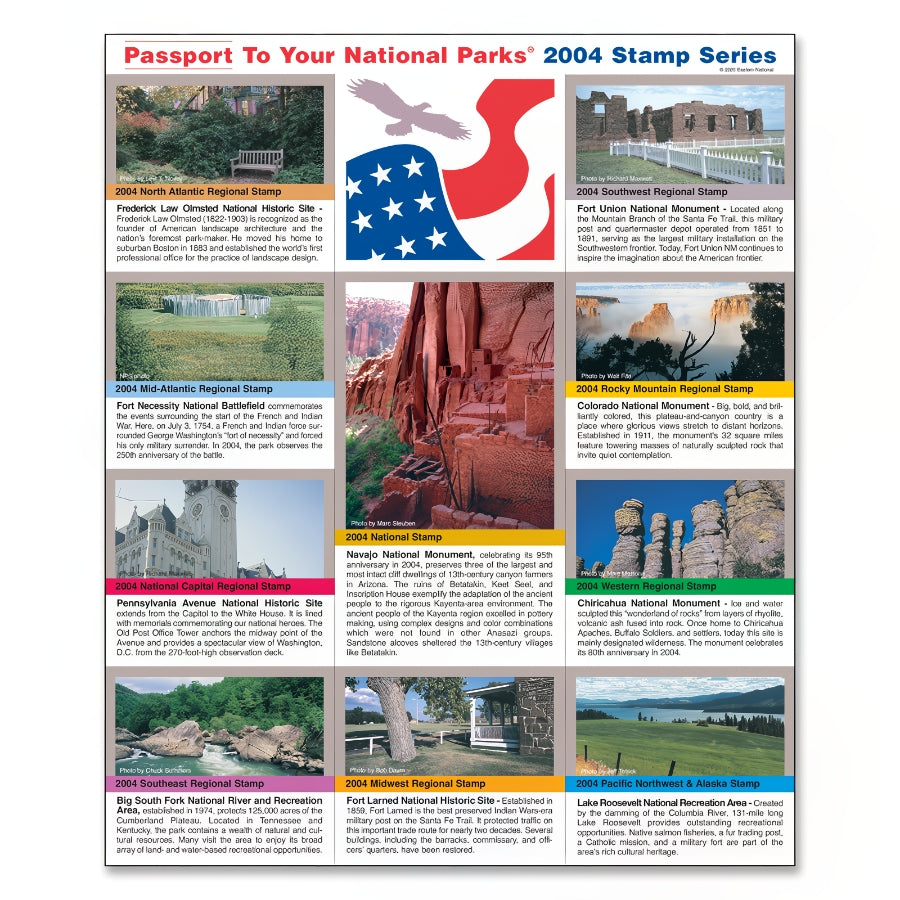 Passport To Your National Parks® 2004 Stamp Series
© 2005 Eastern National
Photo by
2004 North Atlantic Regional Stamp
Frederick Law Olmsted National Historic Site -
Frederick Law Olmsted (1822-1903) is recognized as the
founder of American landscape architecture and the
nation's foremost park-maker. He moved his home to
suburban Boston in 1883 and established the world's first
professional office for the practice of landscape design.
Photo by Richard Maxwell
2004 Southwest Regional Stamp
Fort Union National Monument - Located along
the Mountain Branch of the Santa Fe Trail, this military
post and quartermaster depot operated from 1851 to
1891, serving as the largest military installation on the
Southwestern frontier. Today, Fort Union NM continues to
inspire the imagination about the American frontier.
NPS photo
2004 Mid-Atlantic Regional Stamp
Fort Necessity National Battlefield commemorates
the events surrounding the start of the French and Indian
War. Here, on July 3, 1754, a French and Indian force sur-
rounded George Washington's "fort of necessity" and forced
his only military surrender. In 2004, the park observes the
250th anniversary of the battle.
Photo by Marc Steuben
2004 National Stamp
Navajo National Monument, celebrating its 95th
anniversary in 2004, preserves three of the largest and
most intact cliff dwellings of 13th-century canyon farmers
in Arizona. The ruins of Betatakin, Keet Seel, and
Inscription House exemplify the adaptation of the ancient
people to the rigorous Kayenta-area environment. The
ancient people of the Kayenta region excelled in pottery
making, using complex designs and color combinations
which were not found in other Anasazi groups.
Sandstone alcoves sheltered the 13th-century villages
like Betatakin.
Photo by Walt
2004 Rocky Mountain Regional Stamp
Colorado National Monument - Big, bold, and bril-
liantly colored, this plateau-and-canyon country is a
place where glorious views stretch to distant horizons.
Established in 1911, the monument's 32 square miles
feature towering masses of naturally sculpted rock that
invite quiet contemplation.
Photo by Richard
2004 National Capital Regional Stamp
Pennsylvania Avenue National Historic Site
extends from the Capitol to the White House. It is lined
with memorials commemorating our national heroes. The
Old Post Office Tower anchors the midway point of the
Avenue and provides a spectacular view of Washington,
D.C. from the 270-foot-high observation deck.
Photo by Marc
2004 Western Regional Stamp
Chiricahua National Monument - Ice and water
sculpted this "wonderland of rocks" from layers of rhyolite,
volcanic ash fused into rock. Once home to Chiricahua
Apaches, Buffalo Soldiers, and settlers, today this site is
mainly designated wilderness. The monument celebrates
its 80th anniversary in 2004.
Photo by Chuck Summers
2004 Southeast Regional Stamp
Big South Fork National River and Recreation
Area, established in 1974, protects 125,000 acres of the
Cumberland Plateau. Located in Tennessee and
Kentucky, the park contains a wealth of natural and cul-
tural resources. Many visit the area to enjoy its broad
array of land- and water-based recreational opportunities.
Photo by Bob
2004 Midwest Regional Stamp
Fort Larned National Historic Site - Established in
1859, Fort Larned is the best preserved Indian Wars-era
military post on the Santa Fe Trail. It protected traffic on
this important trade route for nearly two decades. Several
buildings, including the barracks, commissary, and offi-
cers' quarters, have been restored.
Photo by Jeff
2004 Pacific Northwest & Alaska Stamp
Lake Roosevelt National Recreation Area - Created
by the damming of the Columbia River, 131-mile long
Lake Roosevelt provides outstanding recreational
opportunities. Native salmon fisheries, a fur trading post,
a Catholic mission, and a military fort are part of the
area's rich cultural heritage.